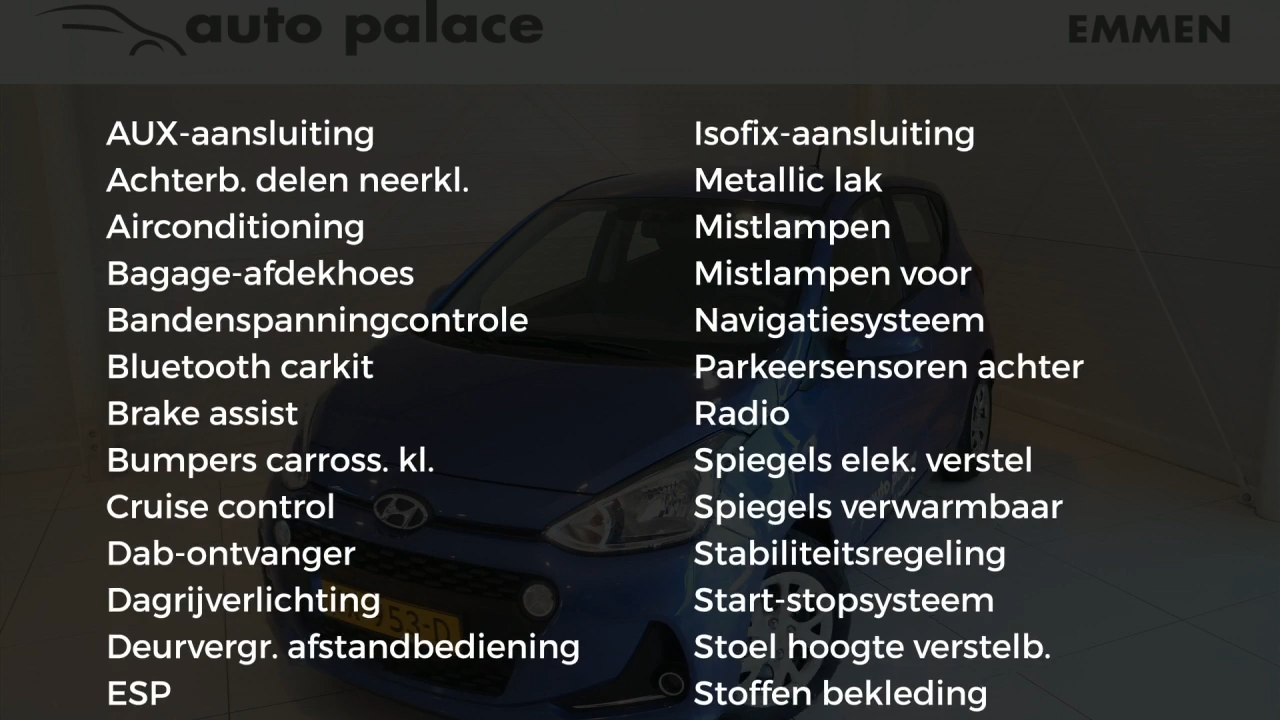 auto palace
EMMEN
AUX-aansluiting
Achterb. delen neerkl.
Airconditioning
Bagage-afdekhoes
Bandenspanningcontrole
Bluetooth carkit
Brake assist
Bumpers carross. kl.
Cruise control
Dab-ontvanger
Dagrijverlichting
Deurvergr. afstandbediening
ESP
Isofix-aansluiting
Metallic lak
Mistlampen
Mistlampen voor
Navigatiesysteem
Parkeersensoren achter
Radio
Spiegels elek. verstel
Spiegels verwarmbaar
Stabiliteitsregeling
Start-stopsysteem
Stoel hoogte verstelb.
Stoffen bekleding